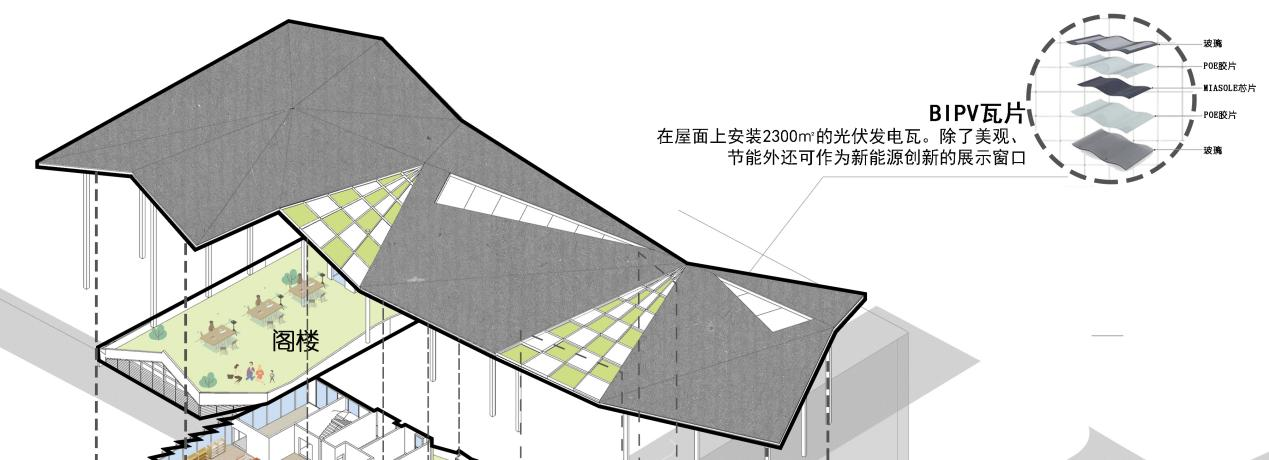 玻璃
POE胶片
MIASOLE芯片
POE胶片
玻璃
BIPV瓦片
在屋面上安装2300㎡的光伏发电瓦。除了美观、
节能外还可作为新能源创新的展示窗口
阁楼